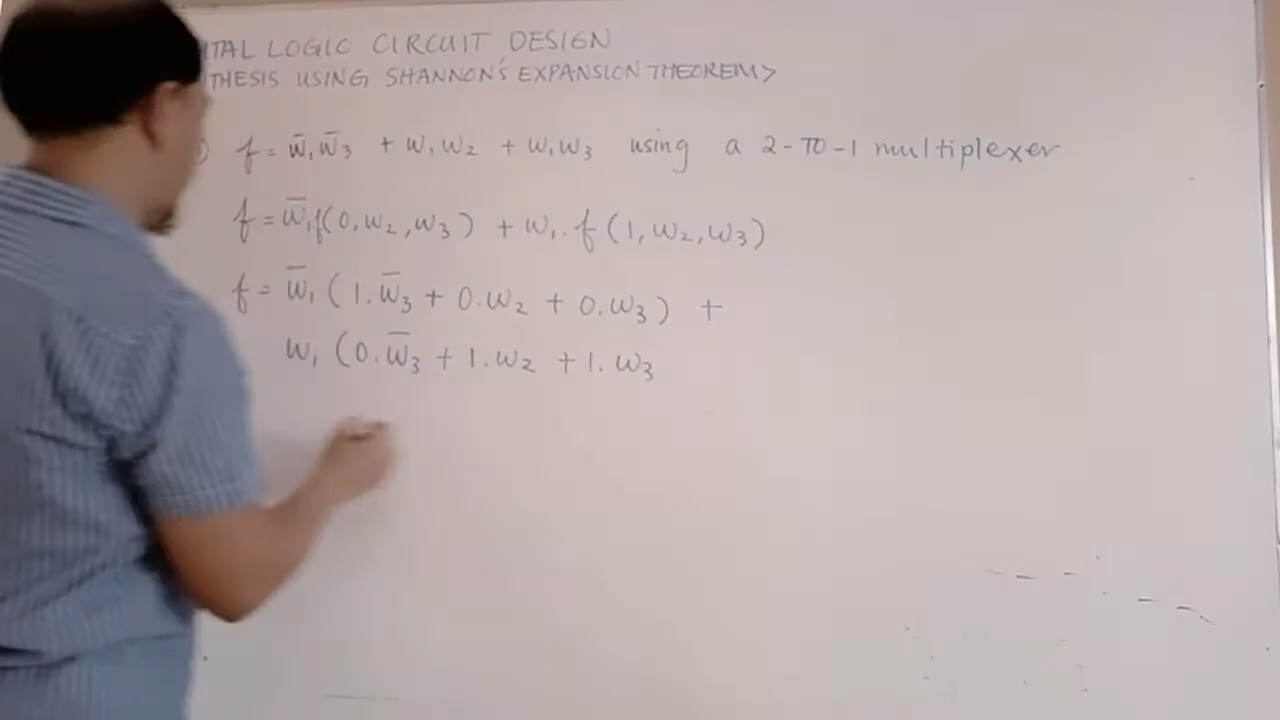 ITAL LOGIC CIRCUIT DESIGN
THESIS USING SHANNON'S EXPANSION THEOREM>
) f = w̄₁w̄₃ + w₁w₂ + w₁w₃ using a 2-TO-1 multiplexer
f = w̄₁f(0,w₂,w₃) + w₁.f(1,w₂,w₃)
f = w̄₁(1.w̄₃ + 0.w₂ + 0.w₃) +
w₁(0.w̄₃ + 1.w₂ + 1.w₃